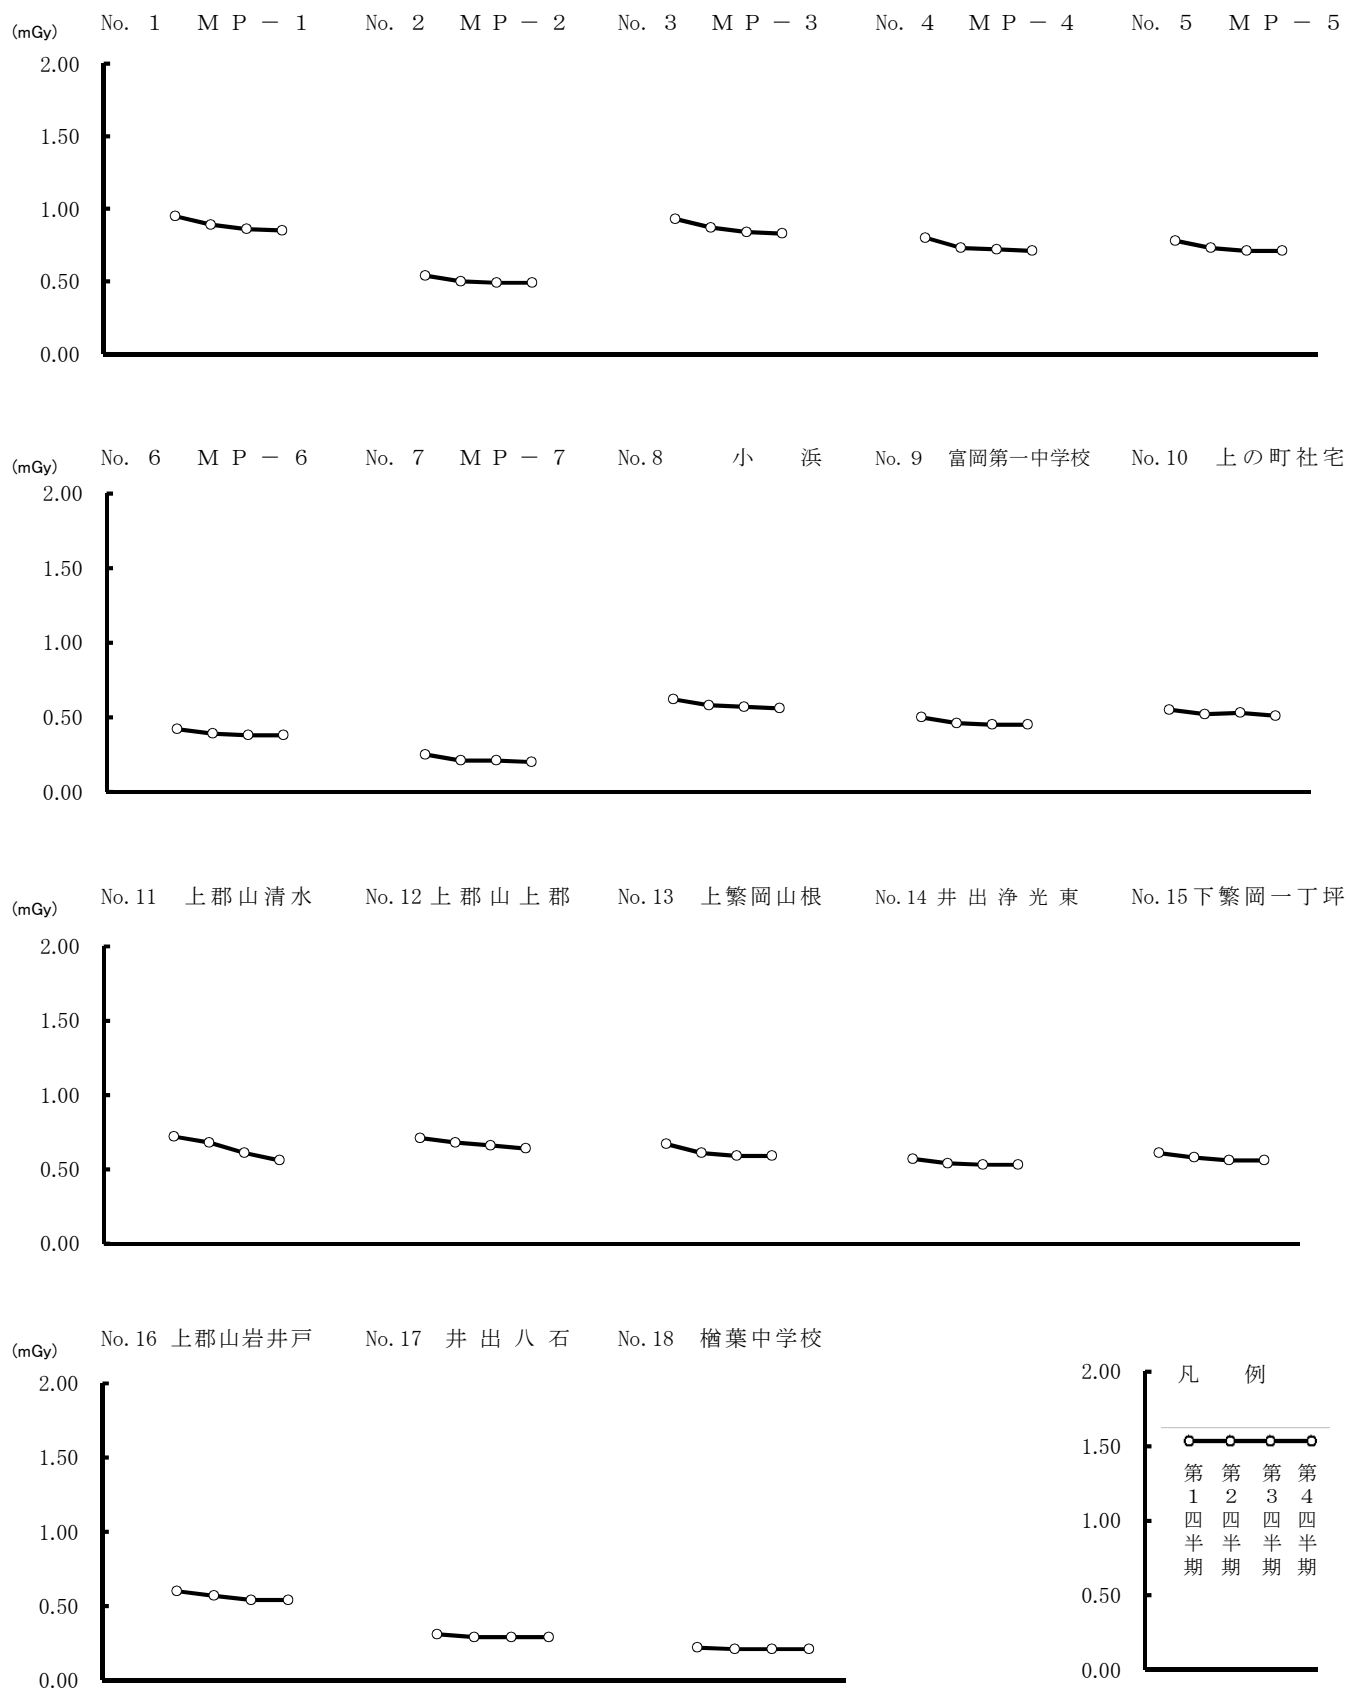 (mGy) No. 1 ＭＰ－１ No. 2 ＭＰ－２ No. 3 ＭＰ－３ No. 4 ＭＰ－４ No. 5 ＭＰ－５
2.00
1.50
1.00
0.50
0.00
(mGy) No. 6 ＭＰ－６ No. 7 ＭＰ－７ No.8 小浜 No. 9 富岡第一中学校 No.10 上の町社宅
2.00
1.50
1.00
0.50
0.00
(mGy) No.11 上郡山清水 No.12 上郡山上郡 No.13 上繁岡山根 No.14 井出浄光東 No.15 下繁岡一丁坪
2.00
1.50
1.00
0.50
0.00
(mGy) No.16 上郡山岩井戸 No.17 井出八石 No.18 楢葉中学校
2.00
1.50
1.00
0.50
0.00
凡例
2.00
1.50
1.00
0.50
0.00
第1四半期
第2四半期
第3四半期
第4四半期